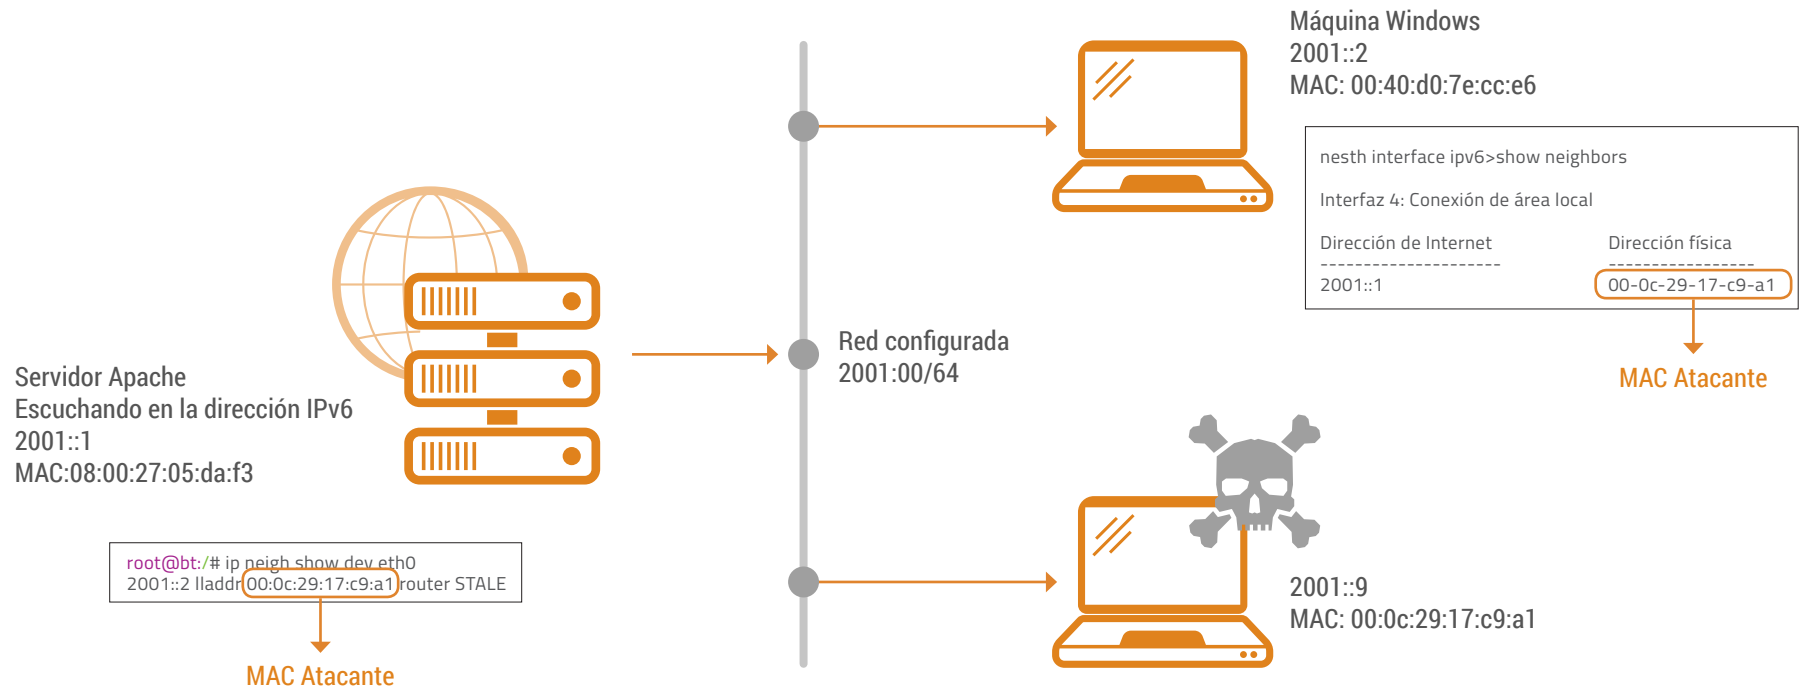 Máquina Windows
2001::2
MAC: 00:40:d0:7e:cc:e6
nesth interface ipv6>show neighbors
Interfaz 4: Conexión de área local
Dirección de Internet Dirección física
--------------------- -----------------
2001::1 00-0c-29-17-c9-a1
MAC Atacante
Red configurada
2001:00/64
Servidor Apache
Escuchando en la dirección IPv6
2001::1
MAC:08:00:27:05:da:f3
root@bt:/# ip neigh show dev eth0
2001::2 lladdr 00:0c:29:17:c9:a1 router STALE
MAC Atacante
2001::9
MAC: 00:0c:29:17:c9:a1